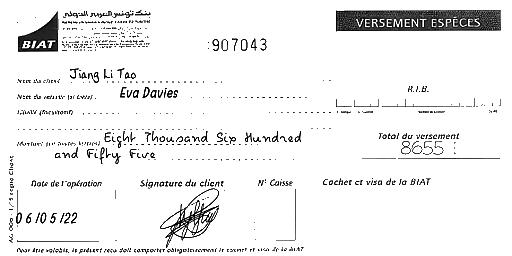 بنك تونس العربي الدولي
BIAT
VERSEMENT ESPÈCES
:907043
Nom du client Jiang Li Tao
R.I.B.
Nom du remettant (si tiers) Eva Davies
Libellé (facultatif)
Montant (en toutes lettres) Eight Thousand Six Hundred
and Fifty Five
Total du versement
8655
Date de l'opération
Signature du client
N° Caisse
Cachet et visa de la BIAT
06/05/22
Pour être valable, le présent reçu doit comporter obligatoirement le cachet et visa de la BIAT